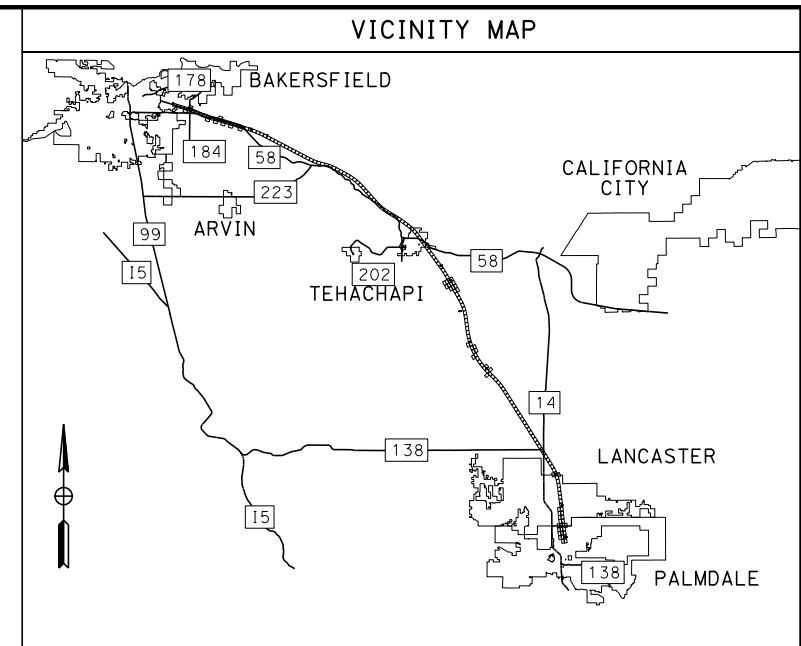 VICINITY MAP
178
BAKERSFIELD
184
58
CALIFORNIA
CITY
223
ARVIN
99
58
I5
202
TEHACHAPI
14
138
LANCASTER
I5
138
PALMDALE